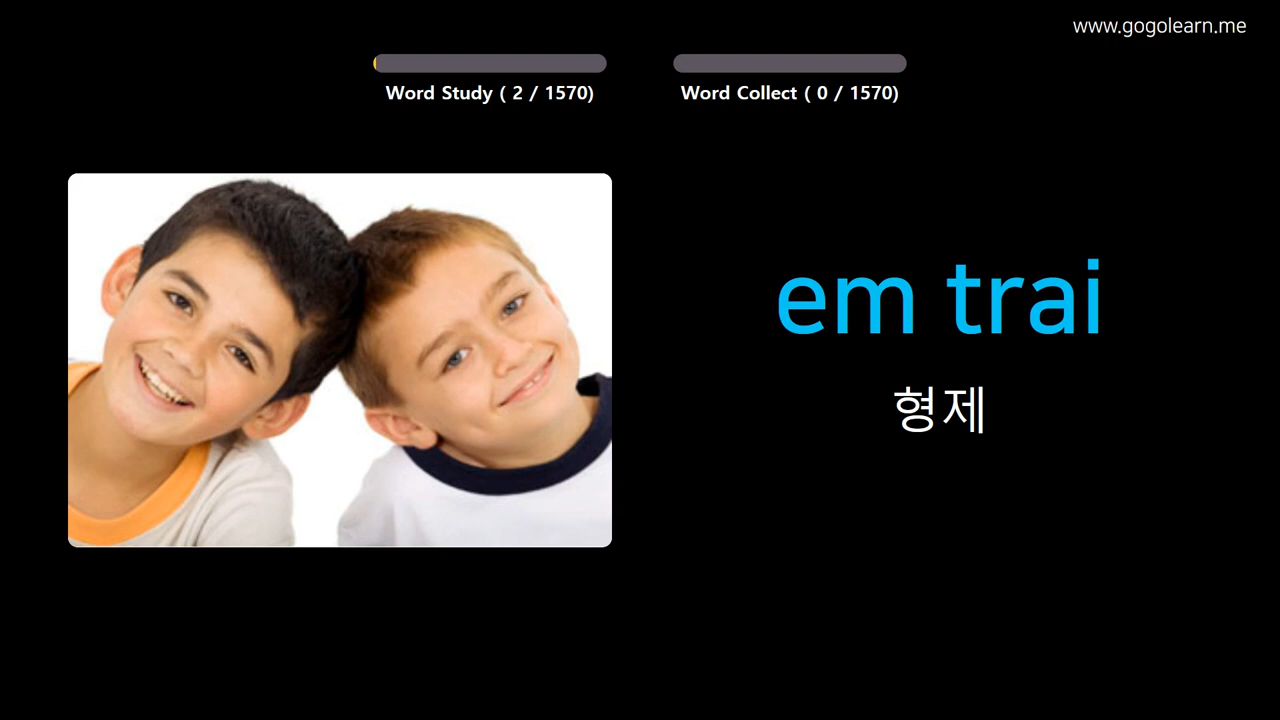 www.gogolearn.me
Word Study ( 2 / 1570)
Word Collect ( 0 / 1570)
em trai
형제